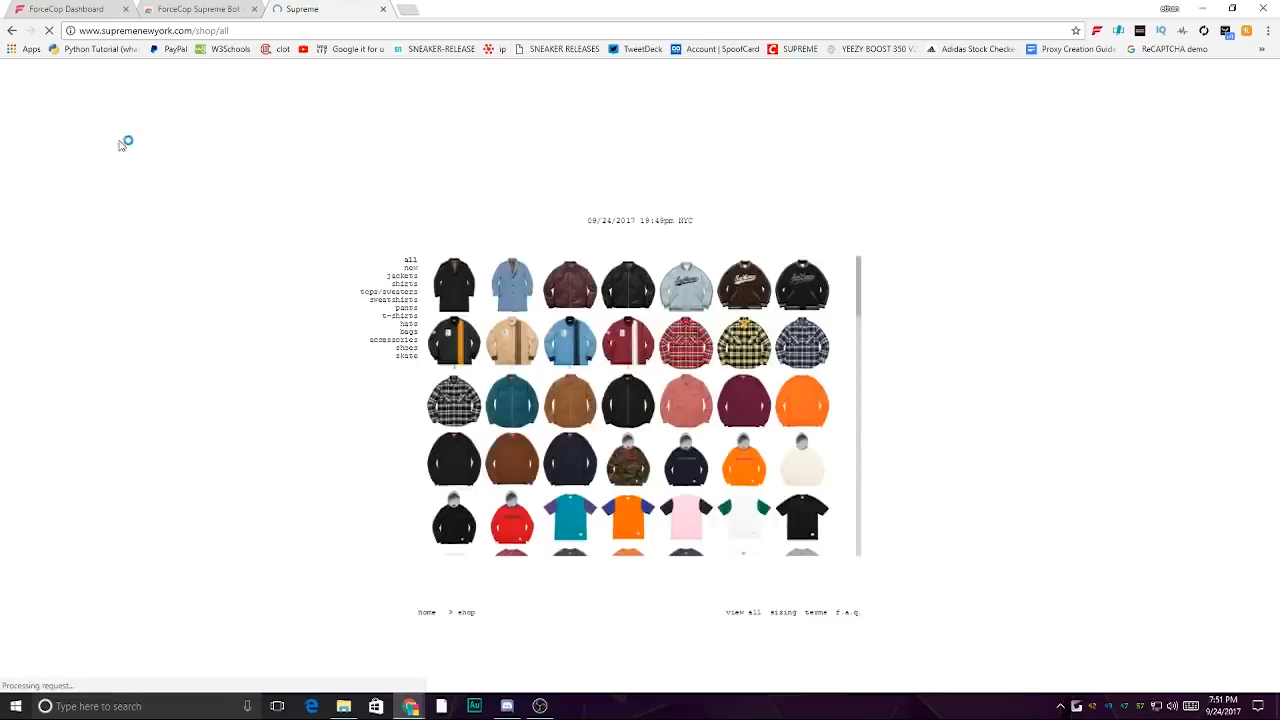 ForceCop Dashboard
ForceCop Supreme Bot -
Supreme
ethan
www.supremenewyork.com/shop/all
Apps
Python Tutorial (wha
PayPal
W3Schools
clot
Google it for u
SNEAKER-RELEASE
ip
SNEAKER RELEASES
TweetDeck
Account | SpoofCard
SUPREME
YEEZY BOOST 350 V2
Adidas Stock Checke
Proxy Creation Guide
ReCAPTCHA demo
09/24/2017 19:49pm NYC
all
new
jackets
shirts
tops/sweaters
sweatshirts
pants
t-shirts
hats
bags
accessories
shoes
skate
home > shop
view all sizing terms f.a.q.
Processing request...
Type here to search
7:51 PM
9/24/2017